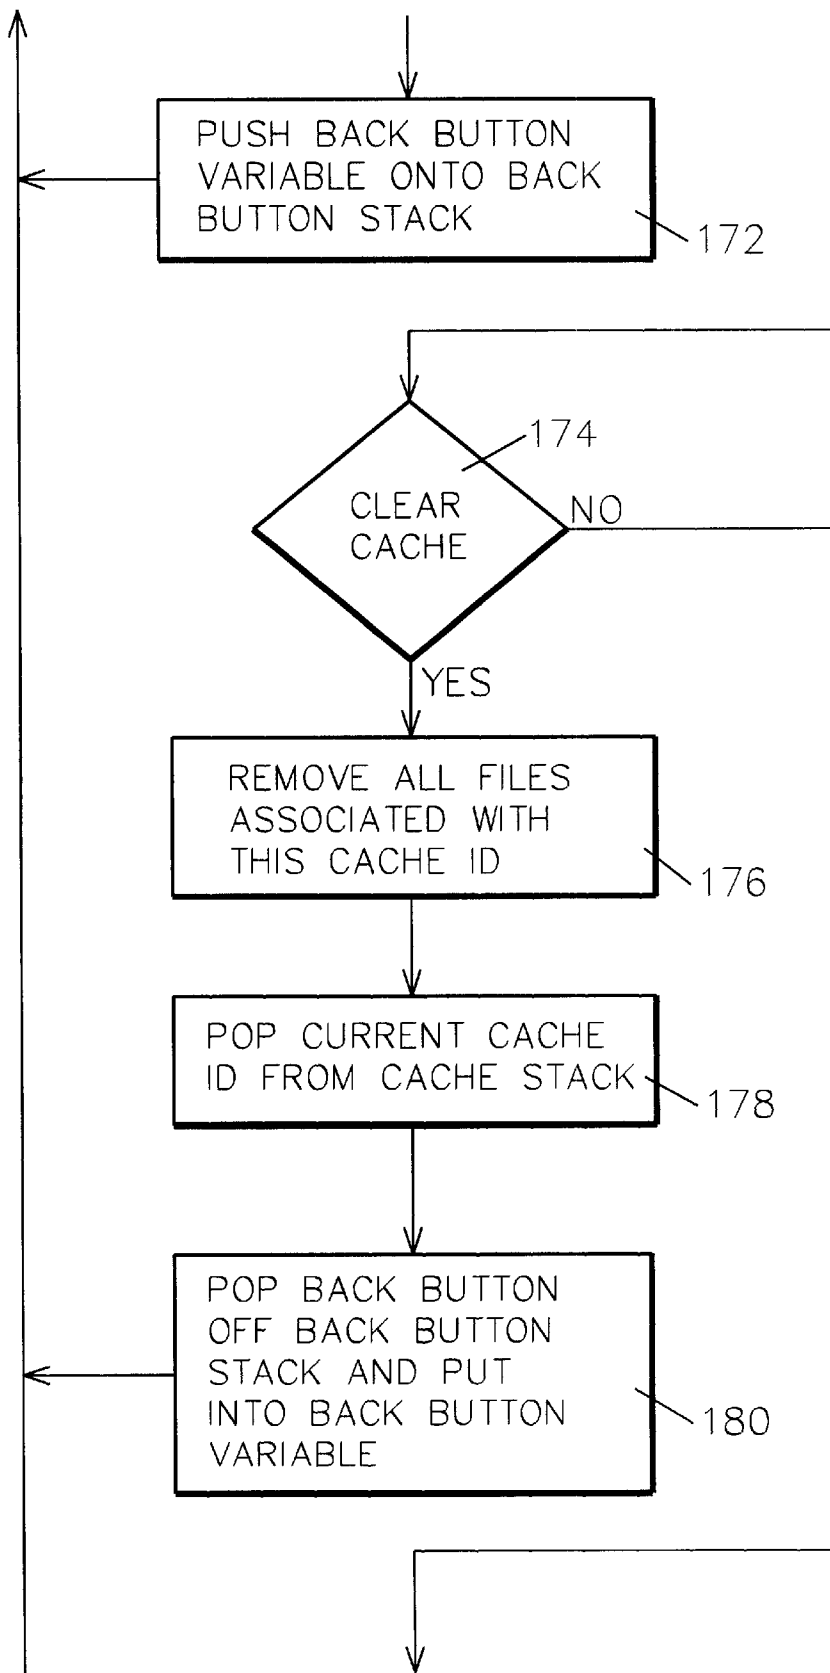 PUSH BACK BUTTON
VARIABLE ONTO BACK
BUTTON STACK
172
174
CLEAR
CACHE
NO
YES
REMOVE ALL FILES
ASSOCIATED WITH
THIS CACHE ID
176
POP CURRENT CACHE
ID FROM CACHE STACK
178
POP BACK BUTTON
OFF BACK BUTTON
STACK AND PUT
INTO BACK BUTTON
VARIABLE
180